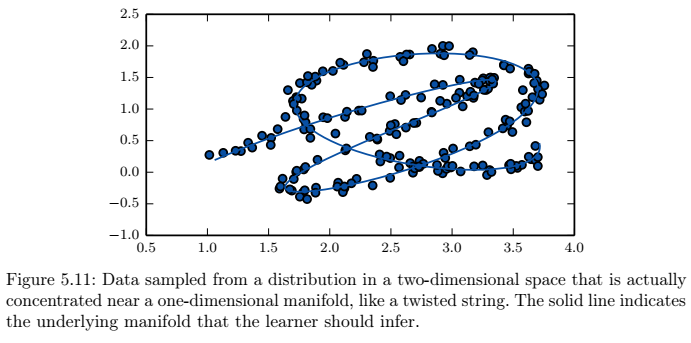 2.5
2.0
1.5
1.0
0.5
0.0
−0.5
−1.0
0.5 1.0 1.5 2.0 2.5 3.0 3.5 4.0
Figure 5.11: Data sampled from a distribution in a two-dimensional space that is actually
concentrated near a one-dimensional manifold, like a twisted string. The solid line indicates
the underlying manifold that the learner should infer.